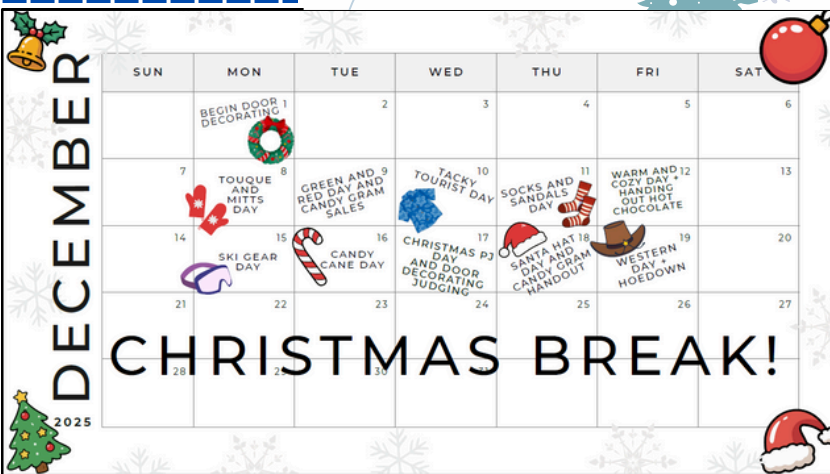 DECEMBER
2025
SUN MON TUE WED THU FRI SAT
1 2 3 4 5 6
BEGIN DOOR
DECORATING
7 8 9 10 11 12 13
TOUQUE
AND
MITTS
DAY
GREEN AND
RED DAY AND
CANDY GRAM
SALES
TACKY
TOURIST DAY
SOCKS AND
SANDALS
DAY
WARM AND
COZY DAY +
HANDING
OUT HOT
CHOCOLATE
14 15 16 17 18 19 20
SKI GEAR
DAY
CANDY
CANE DAY
CHRISTMAS PJ
DAY
AND DOOR
DECORATING
JUDGING
SANTA HAT
DAY AND
CANDY GRAM
HANDOUT
WESTERN
DAY +
HOEDOWN
21 22 23 24 25 26 27
CHRISTMAS BREAK!
28 29 30 31